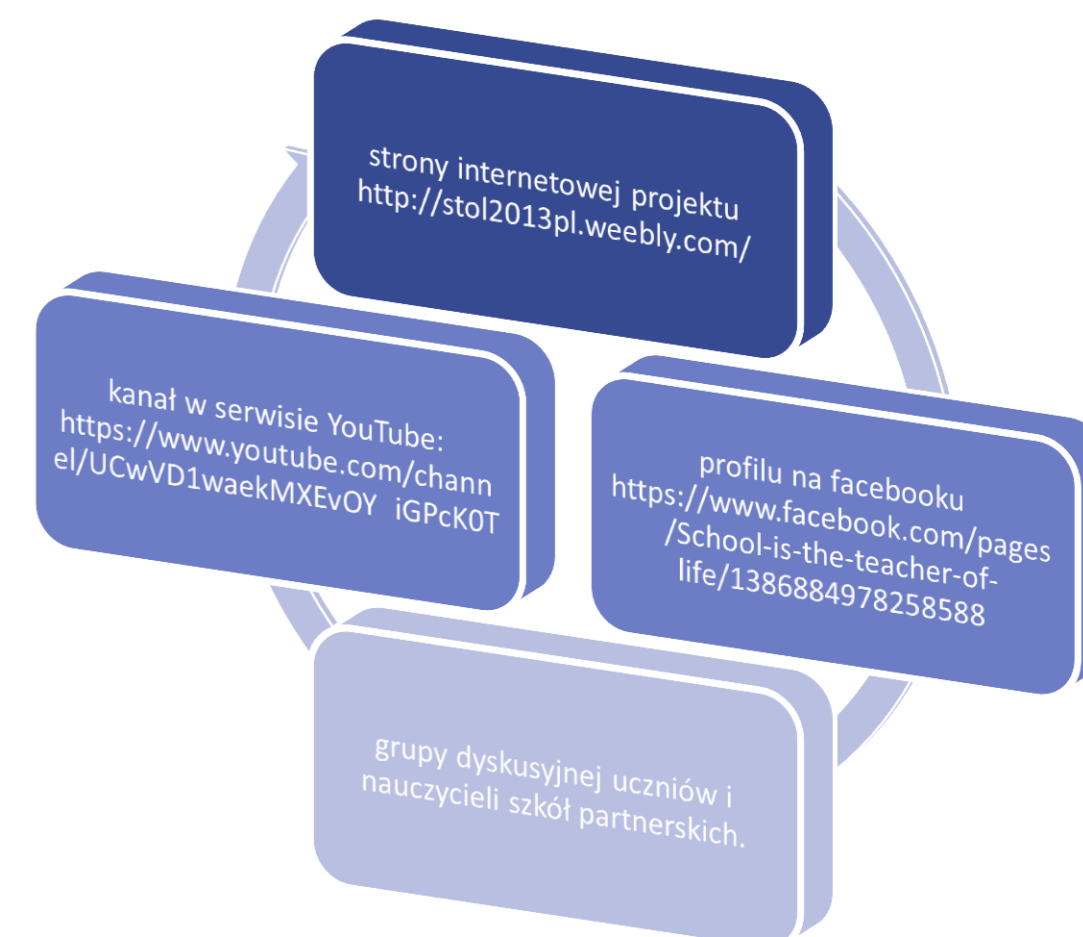 strony internetowej projektu
http://stol2013pl.weebly.com/
profilu na facebooku
https://www.facebook.com/pages
/School-is-the-teacher-of-
life/1386884978258588
grupy dyskusyjnej uczniów i
nauczycieli szkół partnerskich.
kanał w serwisie YouTube:
https://www.youtube.com/chann
el/UCwVD1waekMXEvOY iGPcK0T